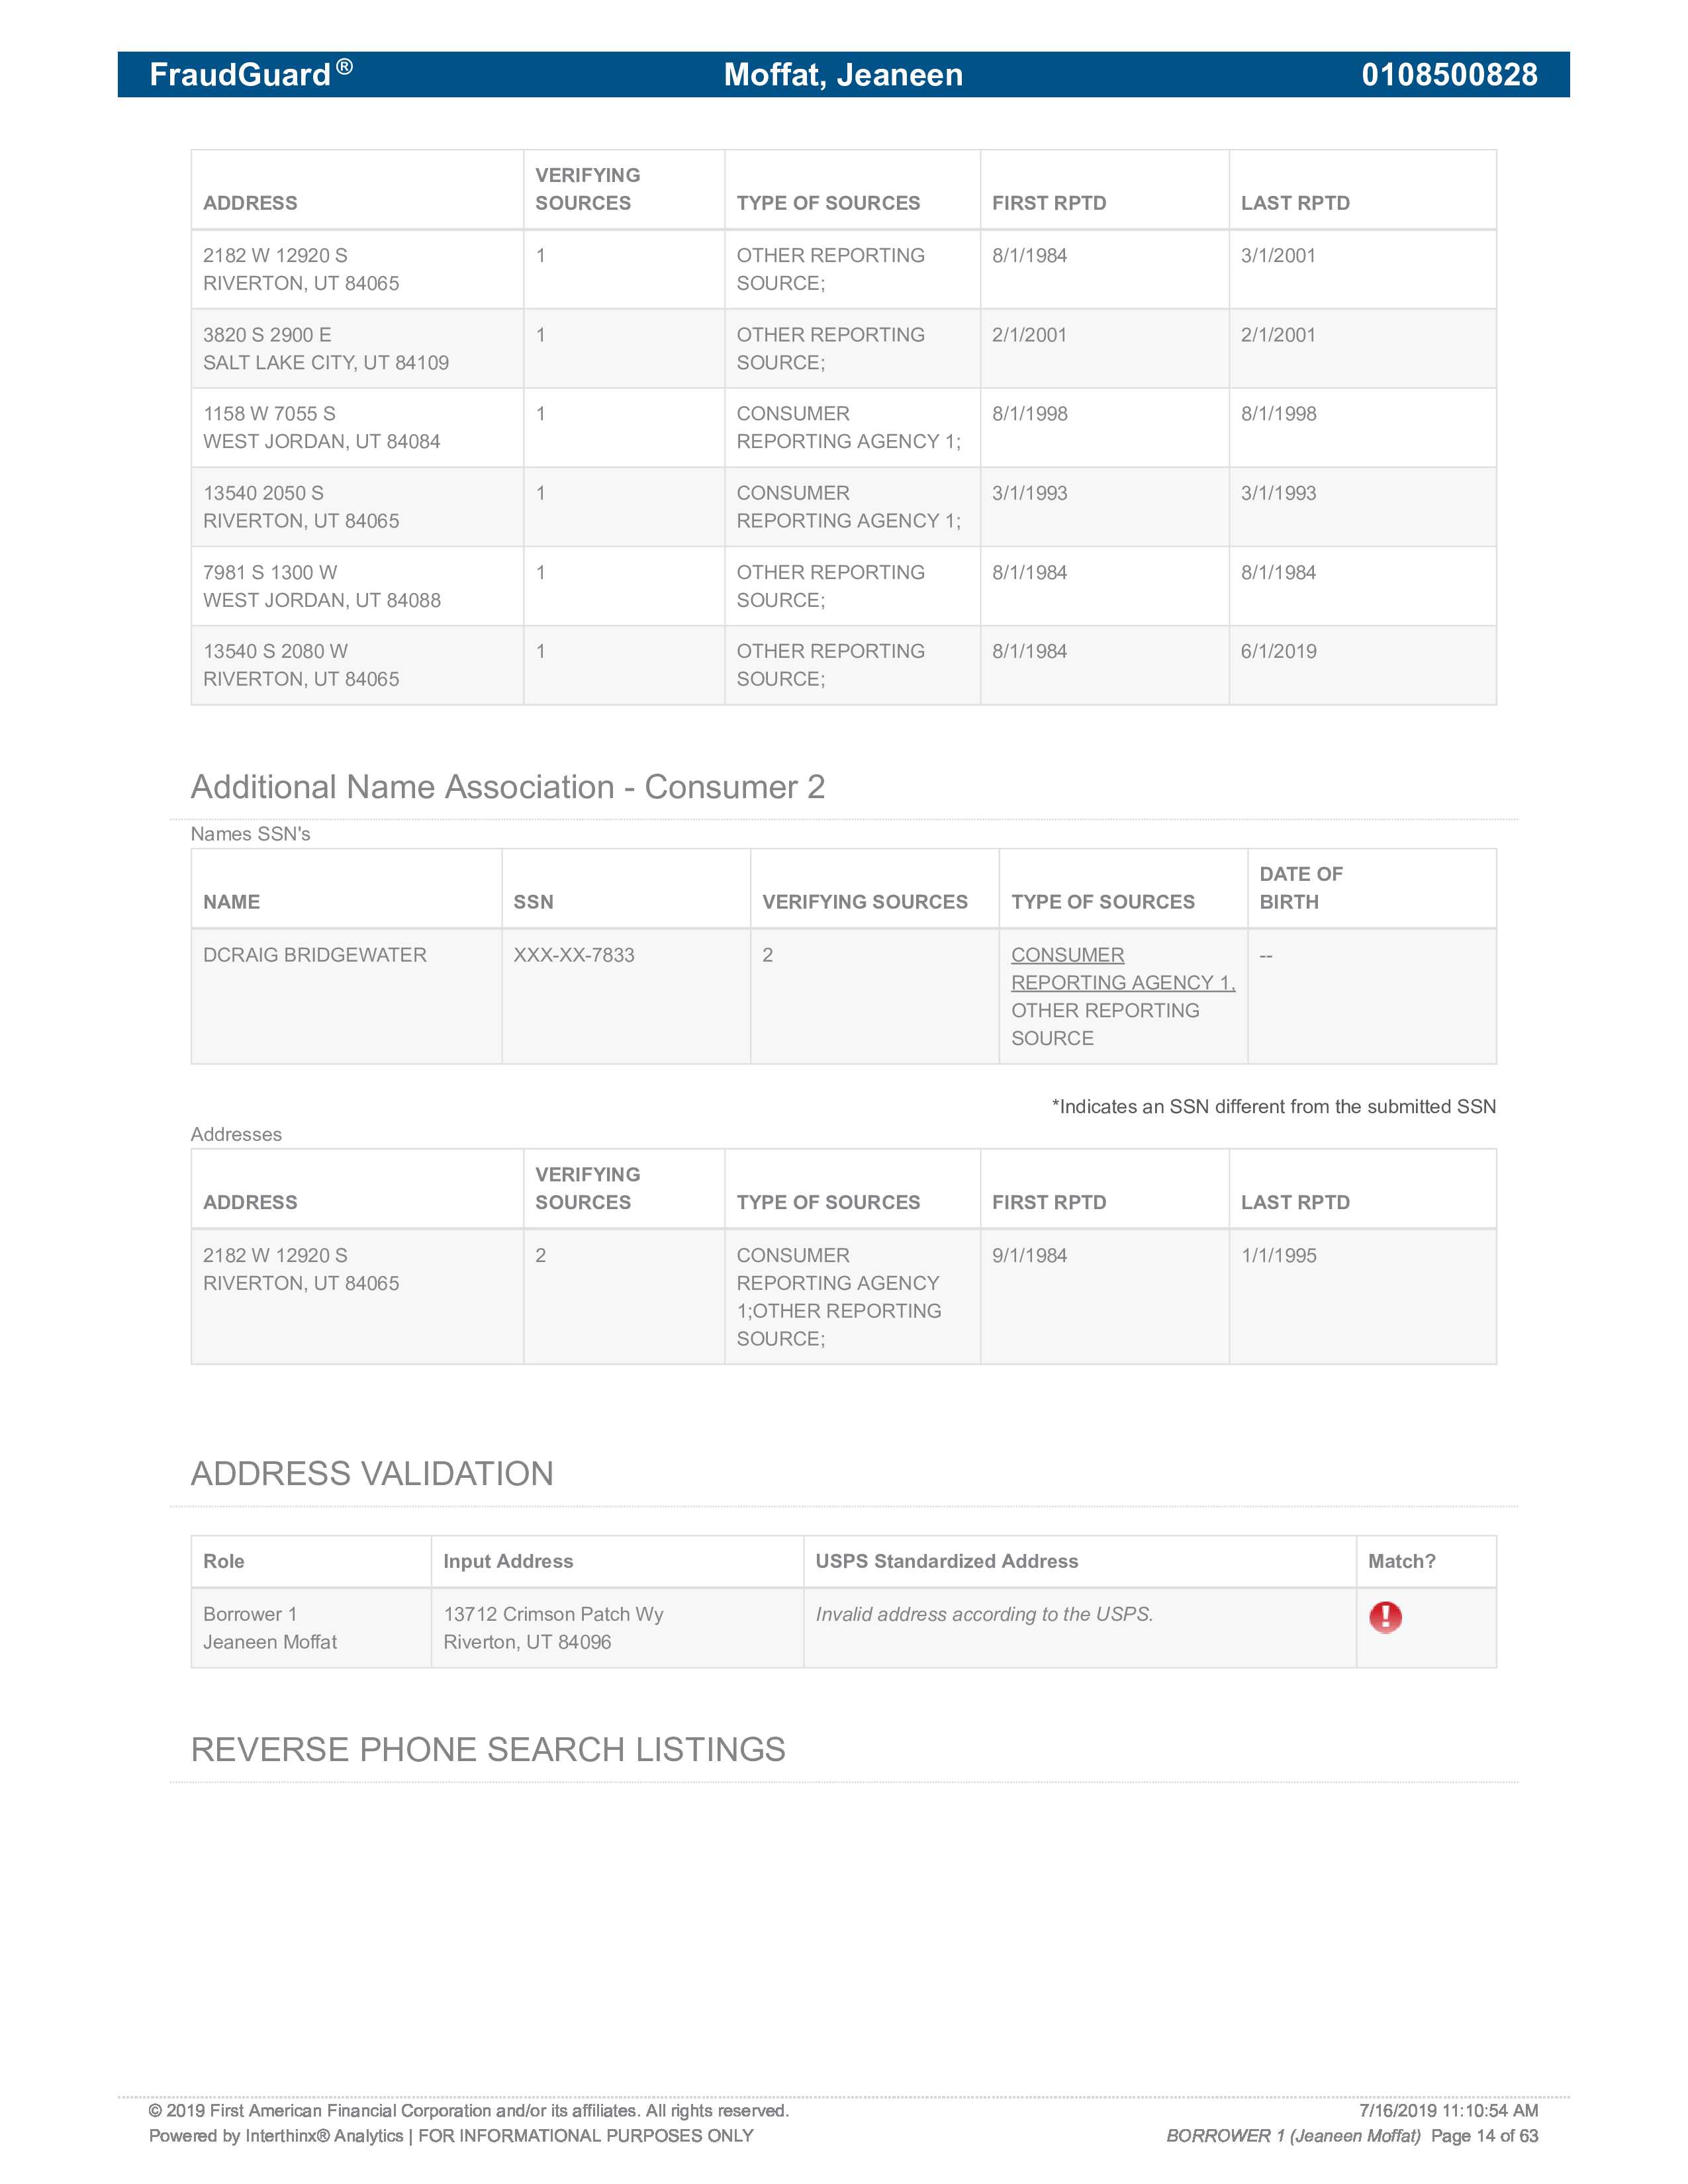 FraudGuard® Moffat, Jeaneen 0108500828
ADDRESS VERIFYING SOURCES TYPE OF SOURCES FIRST RPTD LAST RPTD
2182 W 12920 S 1 OTHER REPORTING 8/1/1984 3/1/2001
RIVERTON, UT 84065 SOURCE;
3820 S 2900 E 1 OTHER REPORTING 2/1/2001 2/1/2001
SALT LAKE CITY, UT 84109 SOURCE;
1158 W 7055 S 1 CONSUMER 8/1/1998 8/1/1998
WEST JORDAN, UT 84084 REPORTING AGENCY 1;
13540 2050 S 1 CONSUMER 3/1/1993 3/1/1993
RIVERTON, UT 84065 REPORTING AGENCY 1;
7981 S 1300 W 1 OTHER REPORTING 8/1/1984 8/1/1984
WEST JORDAN, UT 84088 SOURCE;
13540 S 2080 W 1 OTHER REPORTING 8/1/1984 6/1/2019
RIVERTON, UT 84065 SOURCE;
Additional Name Association - Consumer 2
Names SSN's
NAME SSN VERIFYING SOURCES TYPE OF SOURCES DATE OF BIRTH
DCRAIG BRIDGEWATER XXX-XX-7833 2 CONSUMER --
REPORTING AGENCY 1,
OTHER REPORTING
SOURCE
*Indicates an SSN different from the submitted SSN
Addresses
ADDRESS VERIFYING SOURCES TYPE OF SOURCES FIRST RPTD LAST RPTD
2182 W 12920 S 2 CONSUMER 9/1/1984 1/1/1995
RIVERTON, UT 84065 REPORTING AGENCY
1;OTHER REPORTING
SOURCE;
ADDRESS VALIDATION
Role Input Address USPS Standardized Address Match?
Borrower 1 13712 Crimson Patch Wy Invalid address according to the USPS. !
Jeaneen Moffat Riverton, UT 84096
REVERSE PHONE SEARCH LISTINGS
© 2019 First American Financial Corporation and/or its affiliates. All rights reserved. 7/16/2019 11:10:54 AM
Powered by Interthinx® Analytics | FOR INFORMATIONAL PURPOSES ONLY BORROWER 1 (Jeaneen Moffat) Page 14 of 63